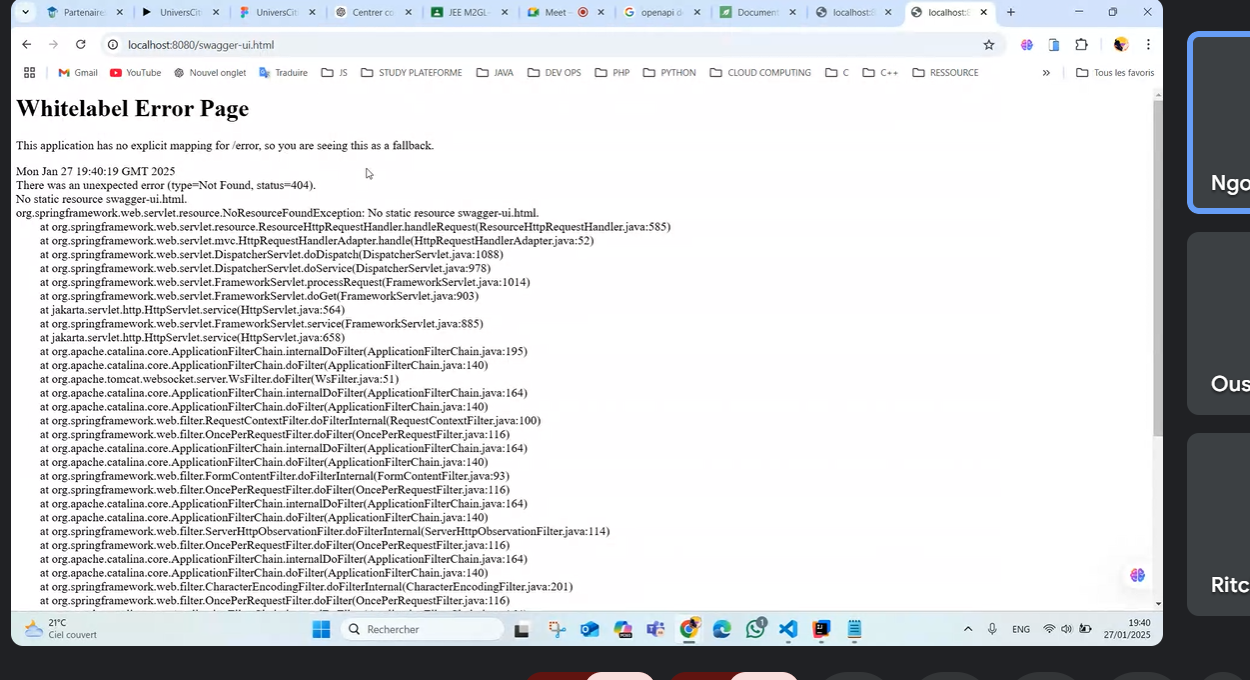 Partenaire
UniversCit
UniversCit
Centrer co
JEE M2GL-
Meet –
openapi d
Document
localhost:8
localhost:8
localhost:8080/swagger-ui.html
Gmail
YouTube
Nouvel onglet
Traduire
JS
STUDY PLATEFORME
JAVA
DEV OPS
PHP
PYTHON
CLOUD COMPUTING
C
C++
RESSOURCE
Tous les favoris
Whitelabel Error Page
This application has no explicit mapping for /error, so you are seeing this as a fallback.
Mon Jan 27 19:40:19 GMT 2025
There was an unexpected error (type=Not Found, status=404).
No static resource swagger-ui.html.
org.springframework.web.servlet.resource.NoResourceFoundException: No static resource swagger-ui.html.
at org.springframework.web.servlet.resource.ResourceHttpRequestHandler.handleRequest(ResourceHttpRequestHandler.java:585)
at org.springframework.web.servlet.mvc.HttpRequestHandlerAdapter.handle(HttpRequestHandlerAdapter.java:52)
at org.springframework.web.servlet.DispatcherServlet.doDispatch(DispatcherServlet.java:1088)
at org.springframework.web.servlet.DispatcherServlet.doService(DispatcherServlet.java:978)
at org.springframework.web.servlet.FrameworkServlet.processRequest(FrameworkServlet.java:1014)
at org.springframework.web.servlet.FrameworkServlet.doGet(FrameworkServlet.java:903)
at jakarta.servlet.http.HttpServlet.service(HttpServlet.java:564)
at org.springframework.web.servlet.FrameworkServlet.service(FrameworkServlet.java:885)
at jakarta.servlet.http.HttpServlet.service(HttpServlet.java:658)
at org.apache.catalina.core.ApplicationFilterChain.internalDoFilter(ApplicationFilterChain.java:195)
at org.apache.catalina.core.ApplicationFilterChain.doFilter(ApplicationFilterChain.java:140)
at org.apache.tomcat.websocket.server.WsFilter.doFilter(WsFilter.java:51)
at org.apache.catalina.core.ApplicationFilterChain.internalDoFilter(ApplicationFilterChain.java:164)
at org.apache.catalina.core.ApplicationFilterChain.doFilter(ApplicationFilterChain.java:140)
at org.springframework.web.filter.RequestContextFilter.doFilterInternal(RequestContextFilter.java:100)
at org.springframework.web.filter.OncePerRequestFilter.doFilter(OncePerRequestFilter.java:116)
at org.apache.catalina.core.ApplicationFilterChain.internalDoFilter(ApplicationFilterChain.java:164)
at org.apache.catalina.core.ApplicationFilterChain.doFilter(ApplicationFilterChain.java:140)
at org.springframework.web.filter.FormContentFilter.doFilterInternal(FormContentFilter.java:93)
at org.springframework.web.filter.OncePerRequestFilter.doFilter(OncePerRequestFilter.java:116)
at org.apache.catalina.core.ApplicationFilterChain.internalDoFilter(ApplicationFilterChain.java:164)
at org.apache.catalina.core.ApplicationFilterChain.doFilter(ApplicationFilterChain.java:140)
at org.springframework.web.filter.ServerHttpObservationFilter.doFilterInternal(ServerHttpObservationFilter.java:114)
at org.springframework.web.filter.OncePerRequestFilter.doFilter(OncePerRequestFilter.java:116)
at org.apache.catalina.core.ApplicationFilterChain.internalDoFilter(ApplicationFilterChain.java:164)
at org.apache.catalina.core.ApplicationFilterChain.doFilter(ApplicationFilterChain.java:140)
at org.springframework.web.filter.CharacterEncodingFilter.doFilterInternal(CharacterEncodingFilter.java:201)
at org.springframework.web.filter.OncePerRequestFilter.doFilter(OncePerRequestFilter.java:116)
21°C
Ciel couvert
Rechercher
1
ENG
19:40
27/01/2025
Ngo
Ous
Ritc